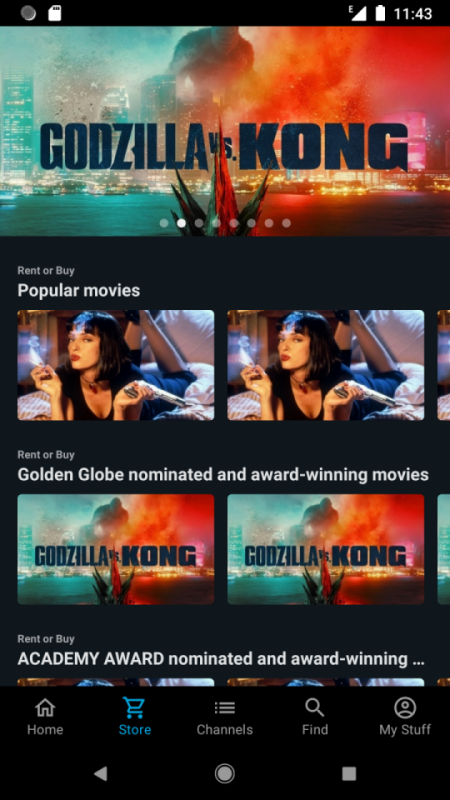 E
11:43
GODZILLA vs. KONG
Rent or Buy
Popular movies
Rent or Buy
Golden Globe nominated and award-winning movies
GODZILLA vs. KONG
GODZILLA vs. KONG
Rent or Buy
ACADEMY AWARD nominated and award-winning ...
Home
Store
Channels
Find
My Stuff